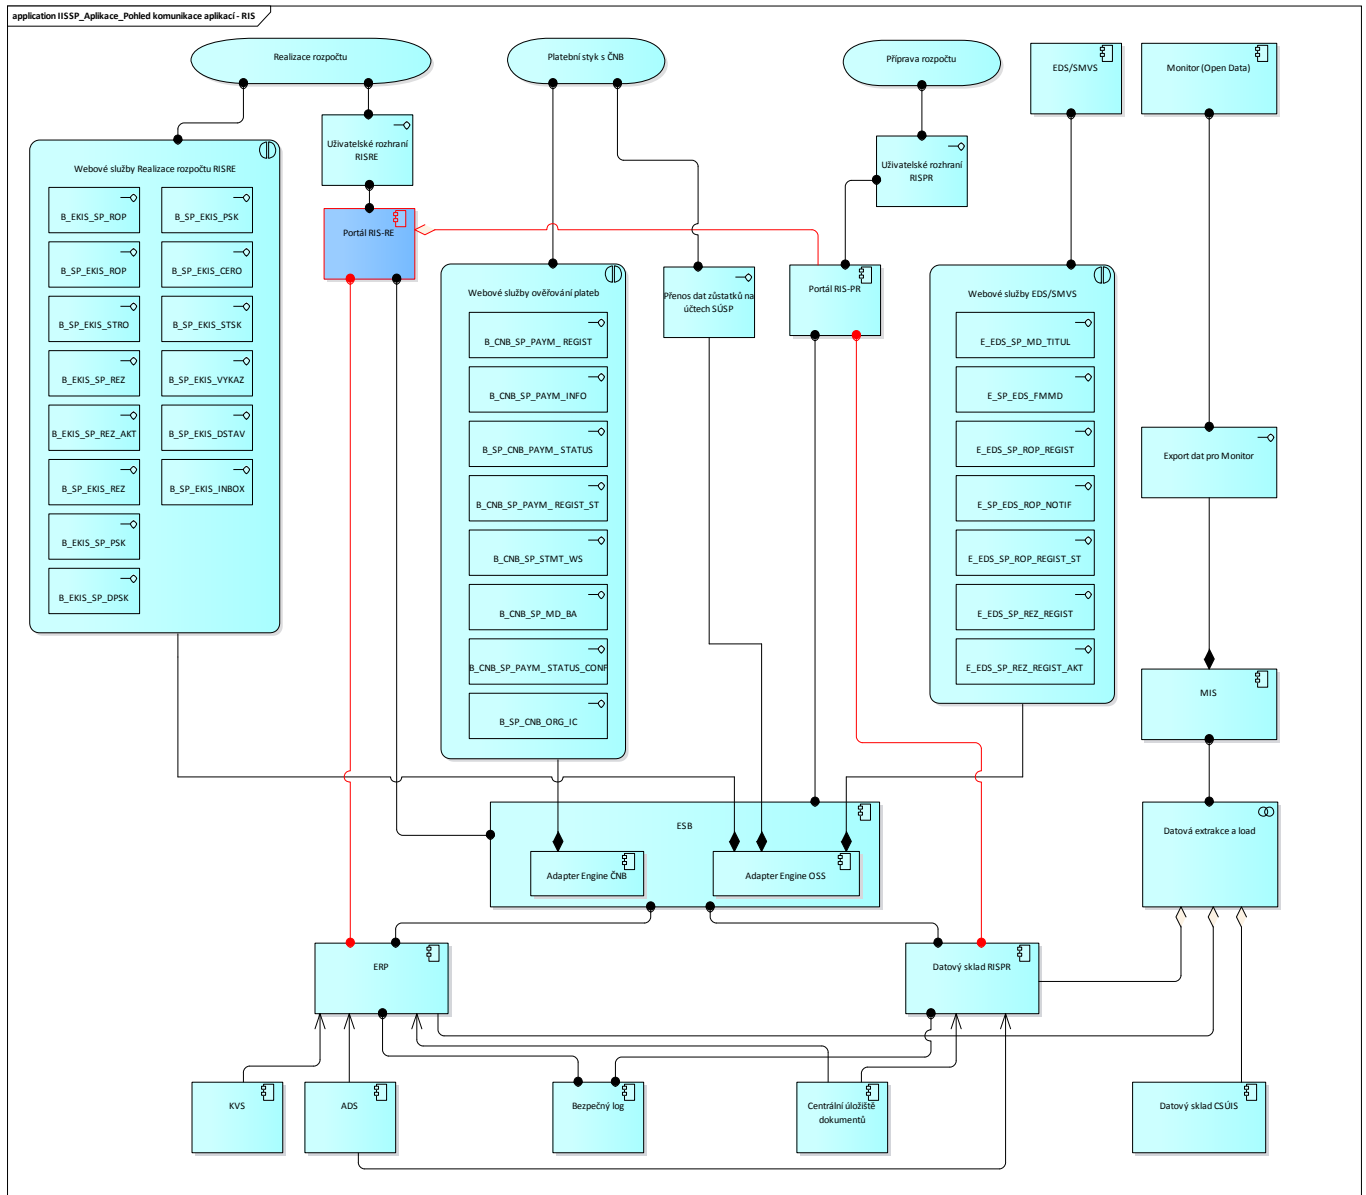 application IISSP_Aplikace_Pohled komunikace aplikací - RIS
Realizace rozpočtu
Platební styk s ČNB
Příprava rozpočtu
EDS/SMVS
Monitor (Open Data)
Uživatelské rozhraní
RISRE
Uživatelské rozhraní
RISPR
Webové služby Realizace rozpočtu RISRE
B_EKIS_SP_ROP
B_SP_EKIS_PSK
B_SP_EKIS_ROP
B_SP_EKIS_CERO
B_SP_EKIS_STRO
B_SP_EKIS_STSK
B_EKIS_SP_REZ
B_SP_EKIS_VYKAZ
B_EKIS_SP_REZ_AKT
B_SP_EKIS_DSTAV
B_SP_EKIS_REZ
B_SP_EKIS_INBOX
B_EKIS_SP_PSK
B_EKIS_SP_DPSK
Portál RIS-RE
Webové služby ověřování plateb
B_CNB_SP_PAYM_ REGIST
B_CNB_SP_PAYM_INFO
B_SP_CNB_PAYM_ STATUS
B_CNB_SP_PAYM_ REGIST_ST
B_CNB_SP_STMT_WS
B_CNB_SP_MD_BA
B_CNB_SP_PAYM_ STATUS_CONF
B_SP_CNB_ORG_IC
Přenos dat zůstatků na
účtech SÚSP
Portál RIS-PR
Webové služby EDS/SMVS
E_EDS_SP_MD_TITUL
E_SP_EDS_FMMD
E_EDS_SP_ROP_REGIST
E_SP_EDS_ROP_NOTIF
E_EDS_SP_ROP_REGIST_ST
E_EDS_SP_REZ_REGIST
E_EDS_SP_REZ_REGIST_AKT
Export dat pro Monitor
MIS
ESB
Adapter Engine ČNB
Adapter Engine OSS
Datová extrakce a load
ERP
Datový sklad RISPR
KVS
ADS
Bezpečný log
Centrální úložiště
dokumentů
Datový sklad CSÚIS